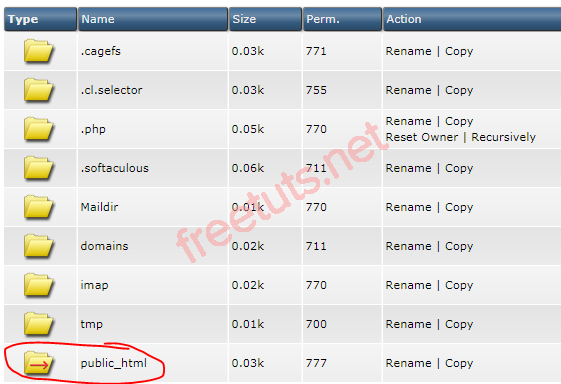 Type Name Size Perm. Action
.cagefs 0.03k 771 Rename | Copy
.cl.selector 0.03k 755 Rename | Copy
.php 0.05k 770 Rename | Copy
Reset Owner | Recursively
.softaculous 0.06k 711 Rename | Copy
Maildir 0.01k 770 Rename | Copy
domains 0.02k 711 Rename | Copy
imap 0.02k 770 Rename | Copy
tmp 0.01k 700 Rename | Copy
public_html 0.03k 777 Rename | Copy
freetuts.net